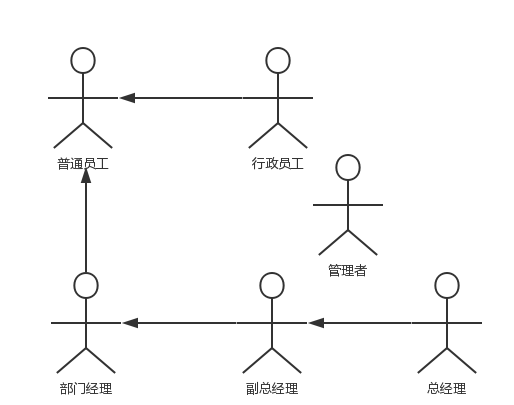 普通员工
行政员工
管理者
部门经理
副总经理
总经理